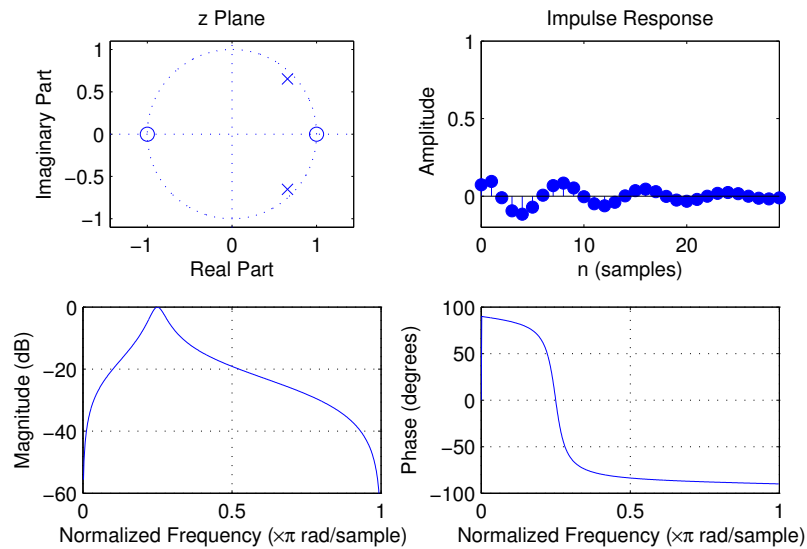 z Plane
1
0.5
0
−0.5
−1
−1
0
1
Imaginary Part
Real Part
Impulse Response
1
0.5
0
0
20
Amplitude
n (samples)
0
−20
−40
−60
0
0.5
1
Magnitude (dB)
Normalized Frequency (×π rad/sample)
100
50
0
−50
−100
0
0.5
1
Phase (degrees)
Normalized Frequency (×π rad/sample)